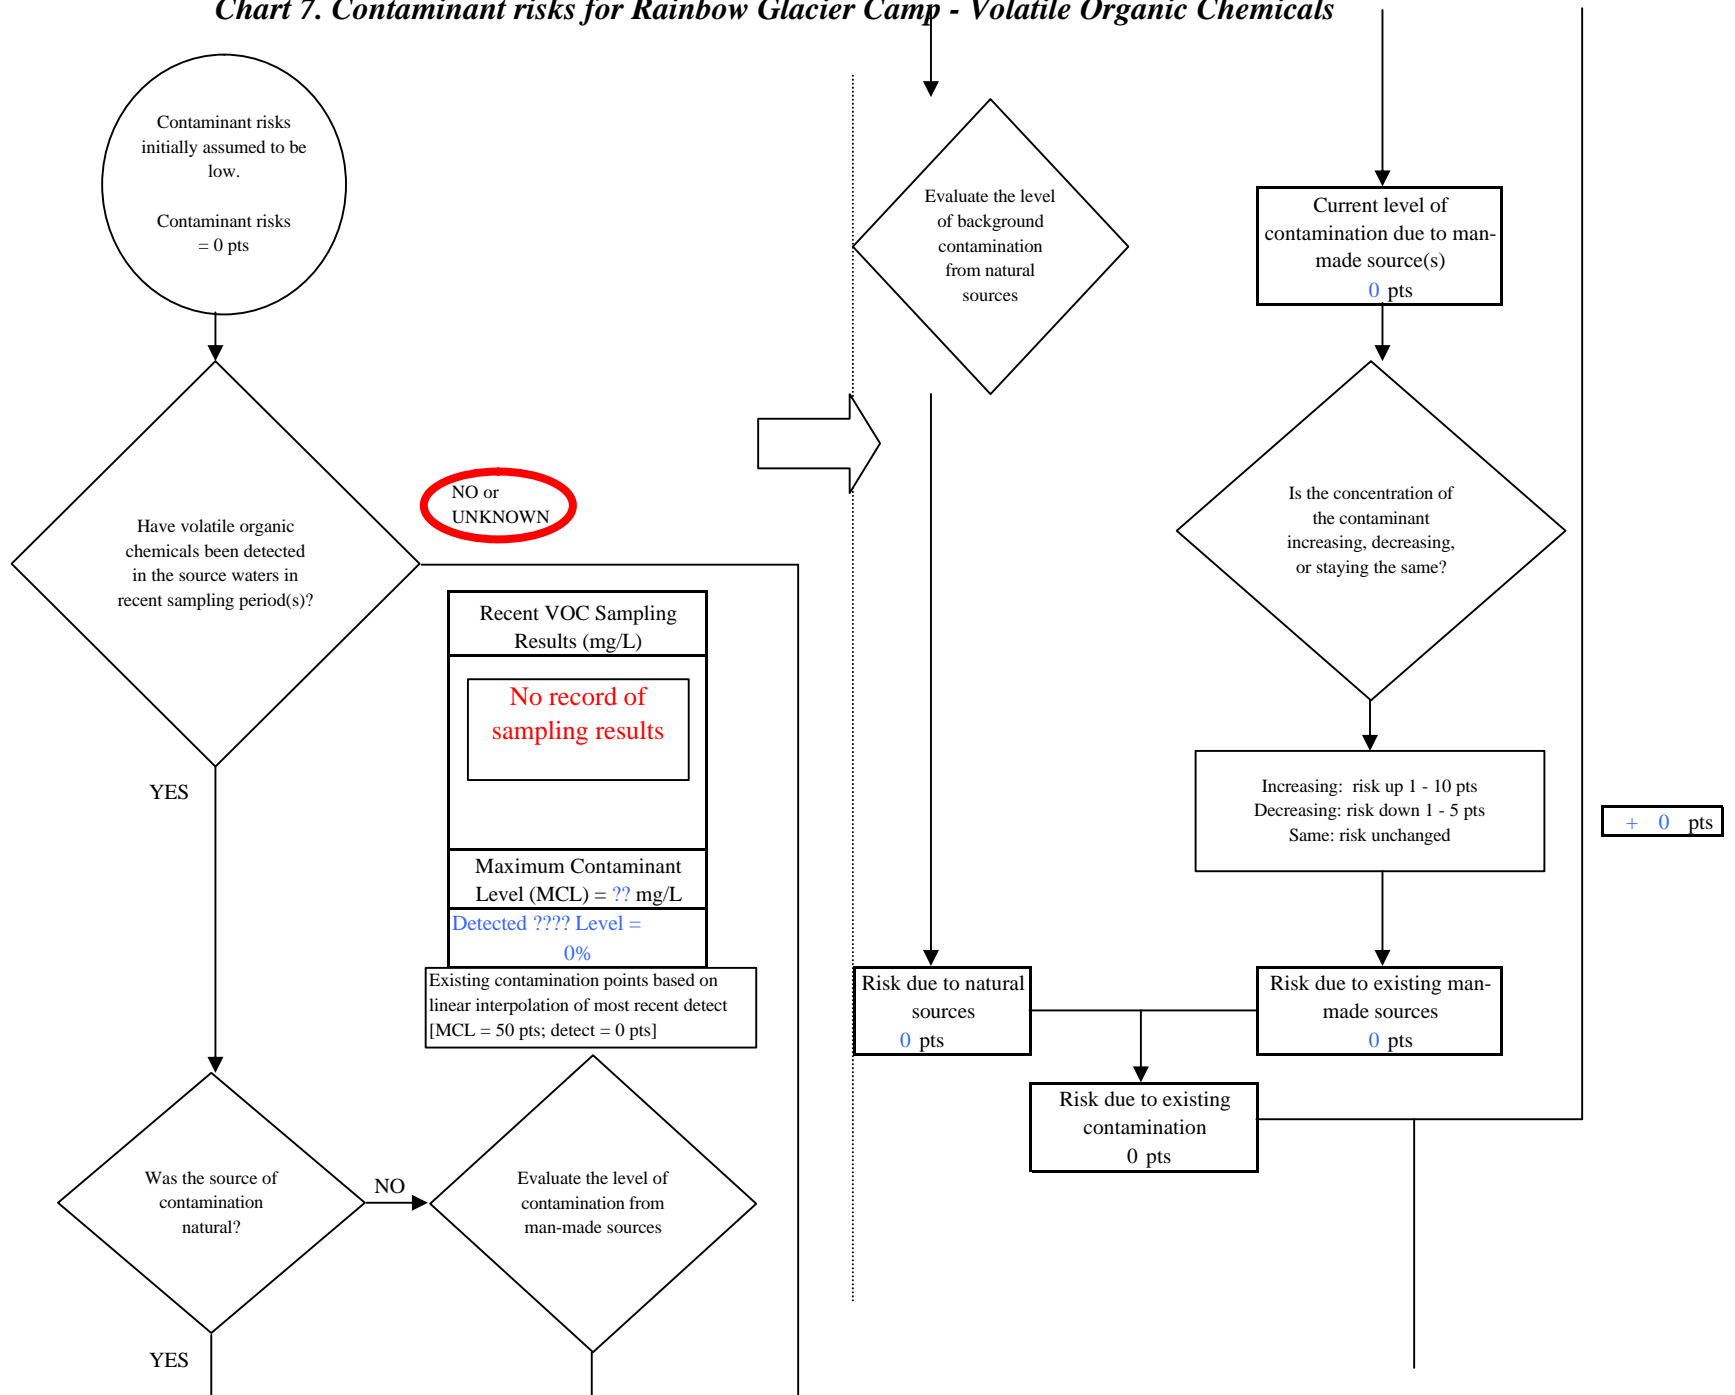 Chart 7. Contaminant risks for Rainbow Glacier Camp - Volatile Organic Chemicals
Contaminant risks
initially assumed to be
low.
Contaminant risks
= 0 pts
Have volatile organic
chemicals been detected
in the source waters in
recent sampling period(s)?
NO or
UNKNOWN
Recent VOC Sampling
Results (mg/L)
No record of
sampling results
Maximum Contaminant
Level (MCL) = ?? mg/L
Detected ???? Level =
0%
Existing contamination points based on
linear interpolation of most recent detect
[MCL = 50 pts; detect = 0 pts]
YES
Was the source of
contamination
natural?
NO
Evaluate the level of
contamination from
man-made sources
YES
Evaluate the level
of background
contamination
from natural
sources
Current level of
contamination due to man-
made source(s)
0 pts
Is the concentration of
the contaminant
increasing, decreasing,
or staying the same?
Increasing: risk up 1 - 10 pts
Decreasing: risk down 1 - 5 pts
Same: risk unchanged
+ 0 pts
Risk due to natural
sources
0 pts
Risk due to existing man-
made sources
0 pts
Risk due to existing
contamination
0 pts